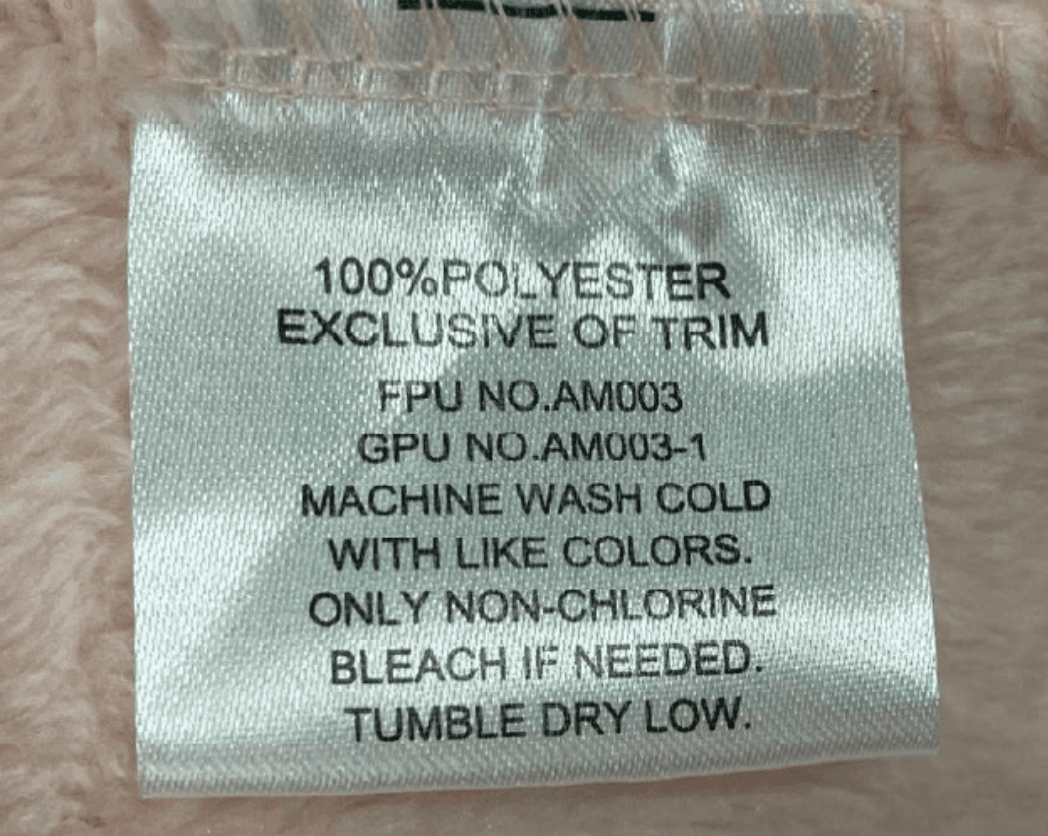 100%POLYESTER
EXCLUSIVE OF TRIM
FPU NO.AM003
GPU NO.AM003-1
MACHINE WASH COLD
WITH LIKE COLORS.
ONLY NON-CHLORINE
BLEACH IF NEEDED.
TUMBLE DRY LOW.